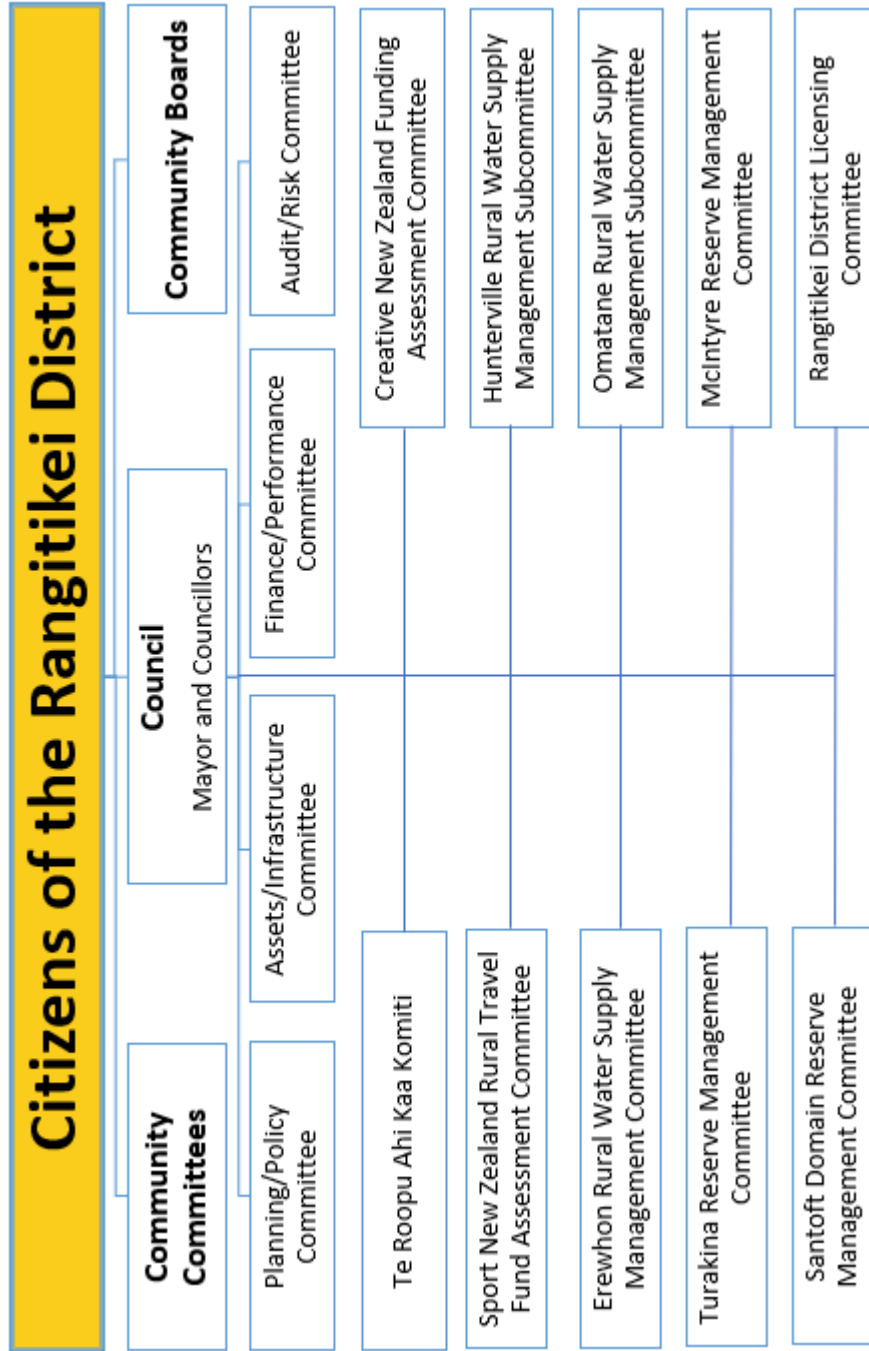 Citizens of the Rangitikei District
Community
Committees
Council
Mayor and Councillors
Community Boards
Planning/Policy
Committee
Assets/Infrastructure
Committee
Finance/Performance
Committee
Audit/Risk Committee
Te Roopu Ahi Kaa Komiti
Creative New Zealand Funding
Assessment Committee
Sport New Zealand Rural Travel
Fund Assessment Committee
Hunterville Rural Water Supply
Management Subcommittee
Erewhon Rural Water Supply
Management Committee
Omatane Rural Water Supply
Management Subcommittee
Turakina Reserve Management
Committee
McIntyre Reserve Management
Committee
Santoft Domain Reserve
Management Committee
Rangitikei District Licensing
Committee